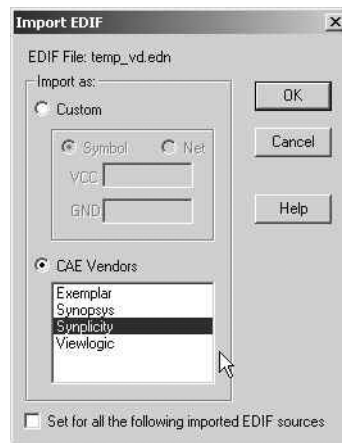 Import EDIF
EDIF File: temp_vd.edn
Import as:
Custom
Symbol Net
VCC
GND
CAE Vendors
Exemplar
Synopsys
Synplicity
Viewlogic
OK
Cancel
Help
Set for all the following imported EDIF sources